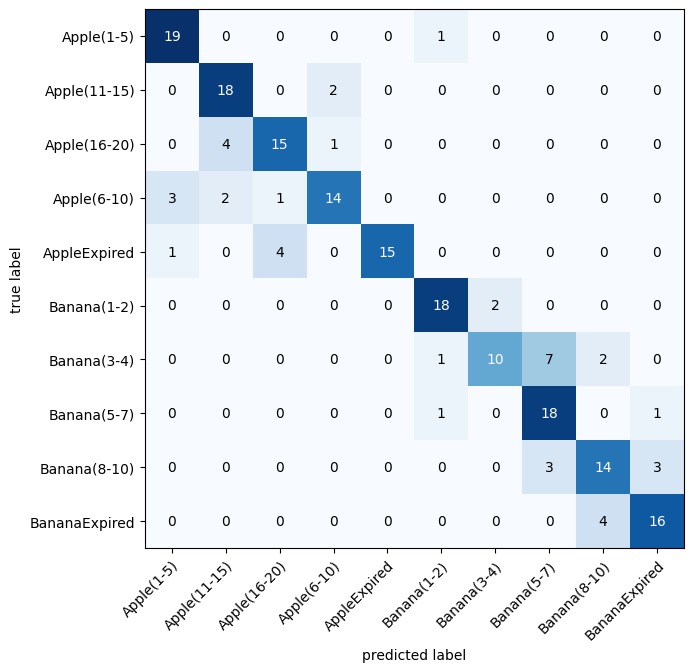 Apple(1-5) 19 0 0 0 0 1 0 0 0 0
Apple(11-15) 0 18 0 2 0 0 0 0 0 0
Apple(16-20) 0 4 15 1 0 0 0 0 0 0
Apple(6-10) 3 2 1 14 0 0 0 0 0 0
AppleExpired 1 0 4 0 15 0 0 0 0 0
Banana(1-2) 0 0 0 0 0 18 2 0 0 0
Banana(3-4) 0 0 0 0 0 1 10 7 2 0
Banana(5-7) 0 0 0 0 0 1 0 18 0 1
Banana(8-10) 0 0 0 0 0 0 0 3 14 3
BananaExpired 0 0 0 0 0 0 0 0 4 16
true label
Apple(1-5) Apple(11-15) Apple(16-20) Apple(6-10) AppleExpired Banana(1-2) Banana(3-4) Banana(5-7) Banana(8-10) BananaExpired
predicted label